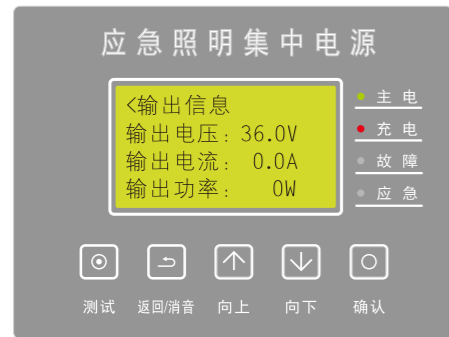 应急照明集中电源
<输出信息
输出电压: 36.0V
输出电流: 0.0A
输出功率: 0W
主电
充电
故障
应急
测试 返回/消音 向上 向下 确认